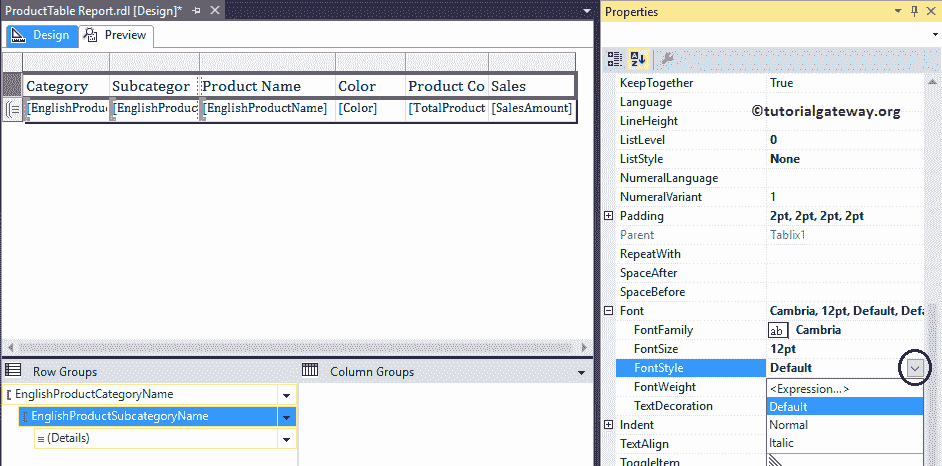 ProductTable Report.rdl [Design]*
Design Preview
Category Subcategor Product Name Color Product Co Sales
[EnglishProdu [EnglishProduc [EnglishProductName] [Color] [TotalProduct [SalesAmount]
Row Groups Column Groups
EnglishProductCategoryName
EnglishProductSubcategoryName
(Details)
Properties
KeepTogether True
Language
©tutorialgateway.org
LineHeight
ListLevel 0
ListStyle None
NumeralLanguage
NumeralVariant 1
Padding 2pt, 2pt, 2pt, 2pt
Parent Tablix1
RepeatWith
SpaceAfter
SpaceBefore
Font Cambria, 12pt, Default, Defa
FontFamily ab Cambria
FontSize 12pt
FontStyle Default
FontWeight <Expression...>
TextDecoration Default
Indent Normal
TextAlign Italic
ToggleItem